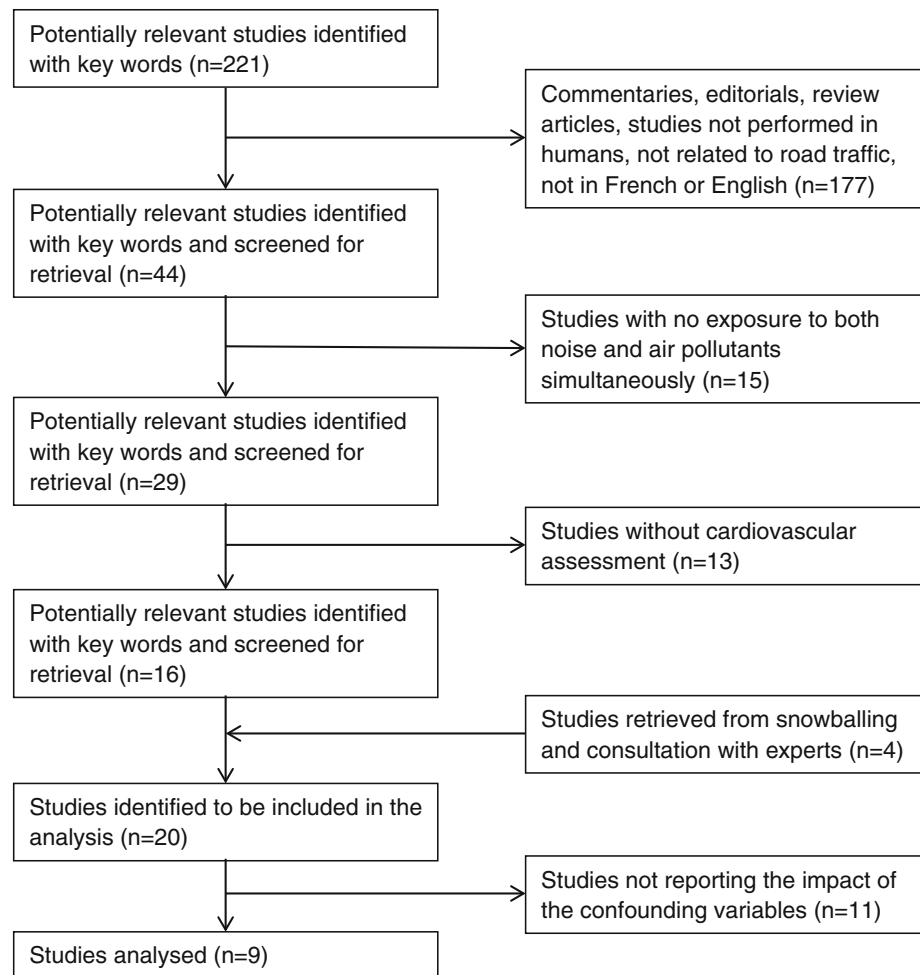 Potentially relevant studies identified
with key words (n=221)
Commentaries, editorials, review
articles, studies not performed in
humans, not related to road traffic,
not in French or English (n=177)
Potentially relevant studies identified
with key words and screened for
retrieval (n=44)
Studies with no exposure to both
noise and air pollutants
simultaneously (n=15)
Potentially relevant studies identified
with key words and screened for
retrieval (n=29)
Studies without cardiovascular
assessment (n=13)
Potentially relevant studies identified
with key words and screened for
retrieval (n=16)
Studies retrieved from snowballing
and consultation with experts (n=4)
Studies identified to be included in the
analysis (n=20)
Studies not reporting the impact of
the confounding variables (n=11)
Studies analysed (n=9)